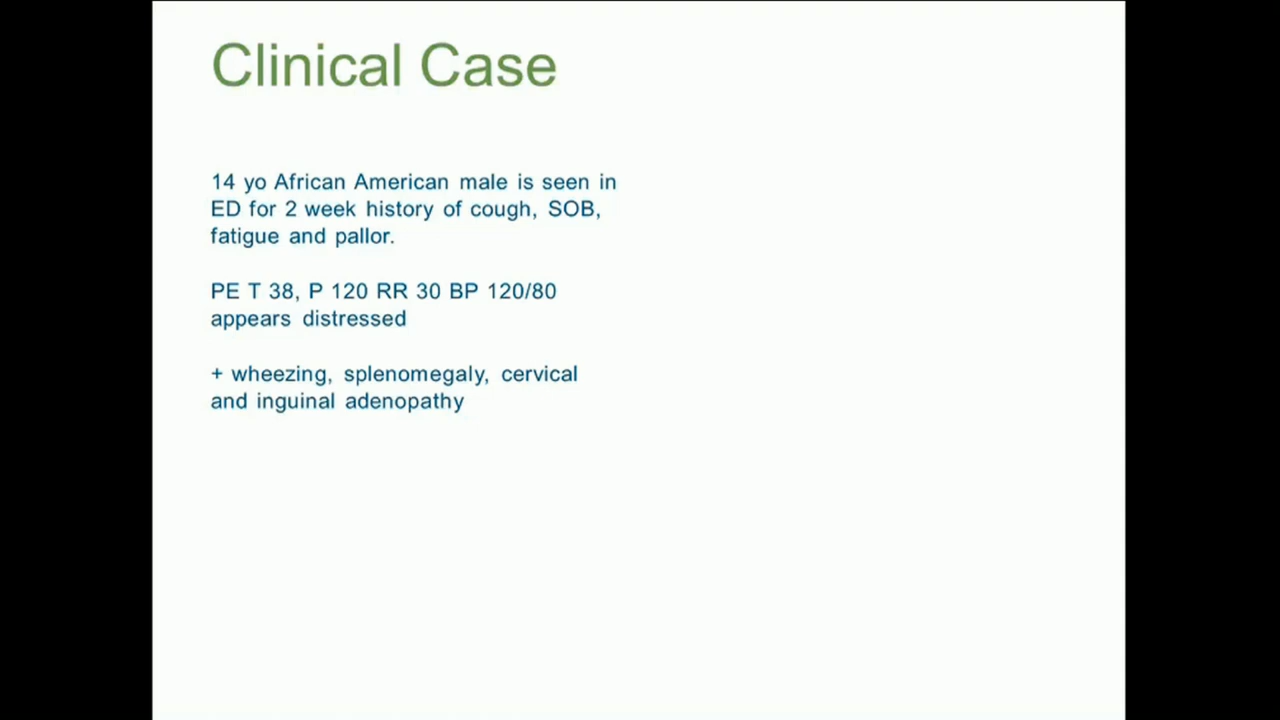 Clinical Case
14 yo African American male is seen in
ED for 2 week history of cough, SOB,
fatigue and pallor.
PE T 38, P 120 RR 30 BP 120/80
appears distressed
+ wheezing, splenomegaly, cervical
and inguinal adenopathy